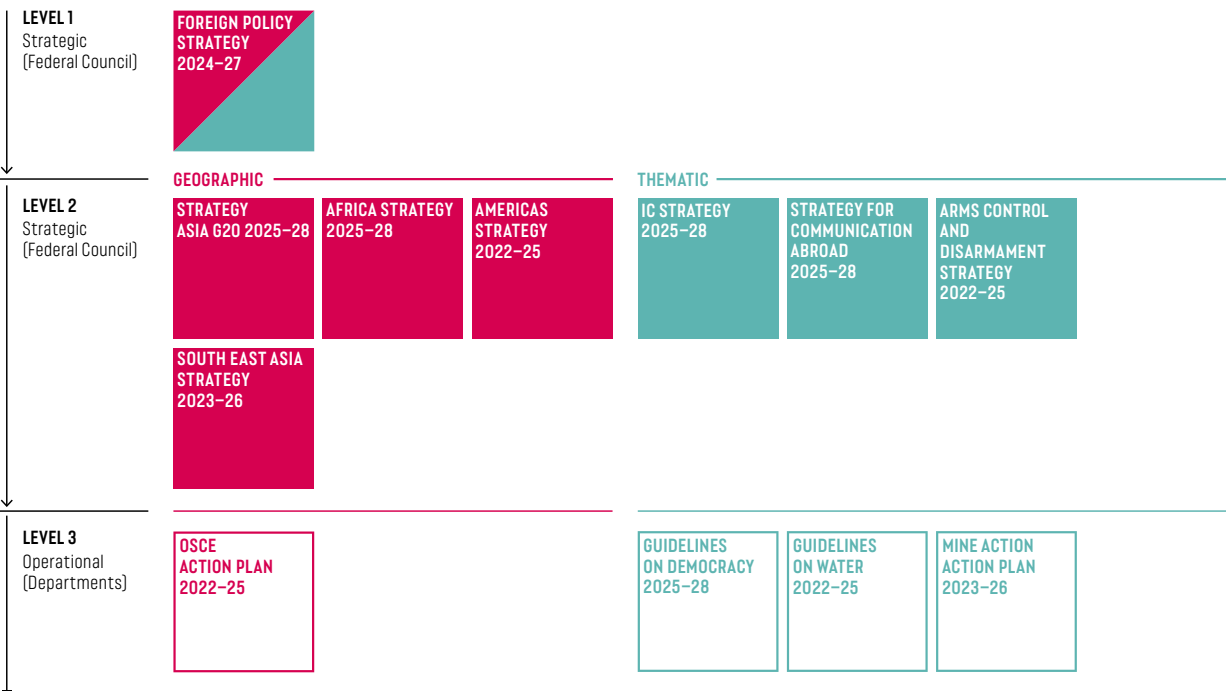 LEVEL 1
Strategic
(Federal Council)
FOREIGN POLICY
STRATEGY
2024–27
GEOGRAPHIC
THEMATIC
LEVEL 2
Strategic
(Federal Council)
STRATEGY
ASIA G20 2025–28
AFRICA STRATEGY
2025–28
AMERICAS
STRATEGY
2022–25
IC STRATEGY
2025–28
STRATEGY FOR
COMMUNICATION
ABROAD
2025–28
ARMS CONTROL
AND
DISARMAMENT
STRATEGY
2022–25
SOUTH EAST ASIA
STRATEGY
2023–26
LEVEL 3
Operational
(Departments)
OSCE
ACTION PLAN
2022–25
GUIDELINES
ON DEMOCRACY
2025–28
GUIDELINES
ON WATER
2022–25
MINE ACTION
ACTION PLAN
2023–26